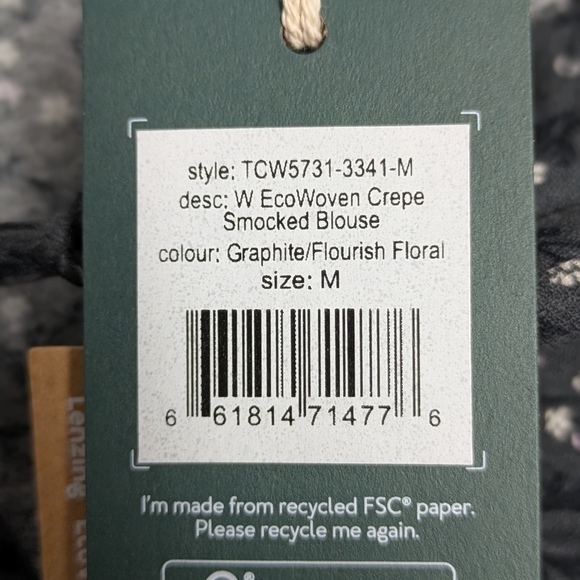 style: TCW5731-3341-M
desc: W EcoWoven Crepe
Smocked Blouse
colour: Graphite/Flourish Floral
size: M
6 61814 71477 6
I'm made from recycled FSC® paper.
Please recycle me again.
Lenzing